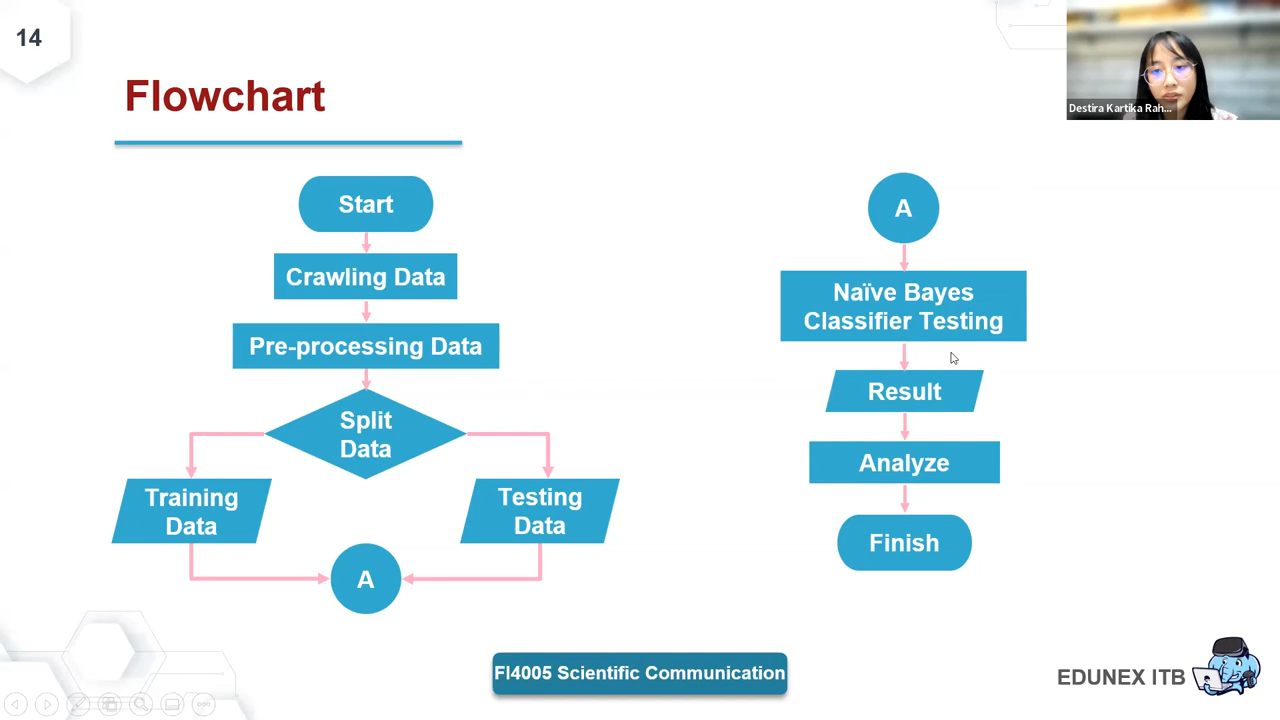 14
Flowchart
Destira Kartika Rah...
Start
Crawling Data
Pre-processing Data
Split
Data
Training
Data
Testing
Data
A
A
Naïve Bayes
Classifier Testing
Result
Analyze
Finish
FI4005 Scientific Communication
EDUNEX ITB